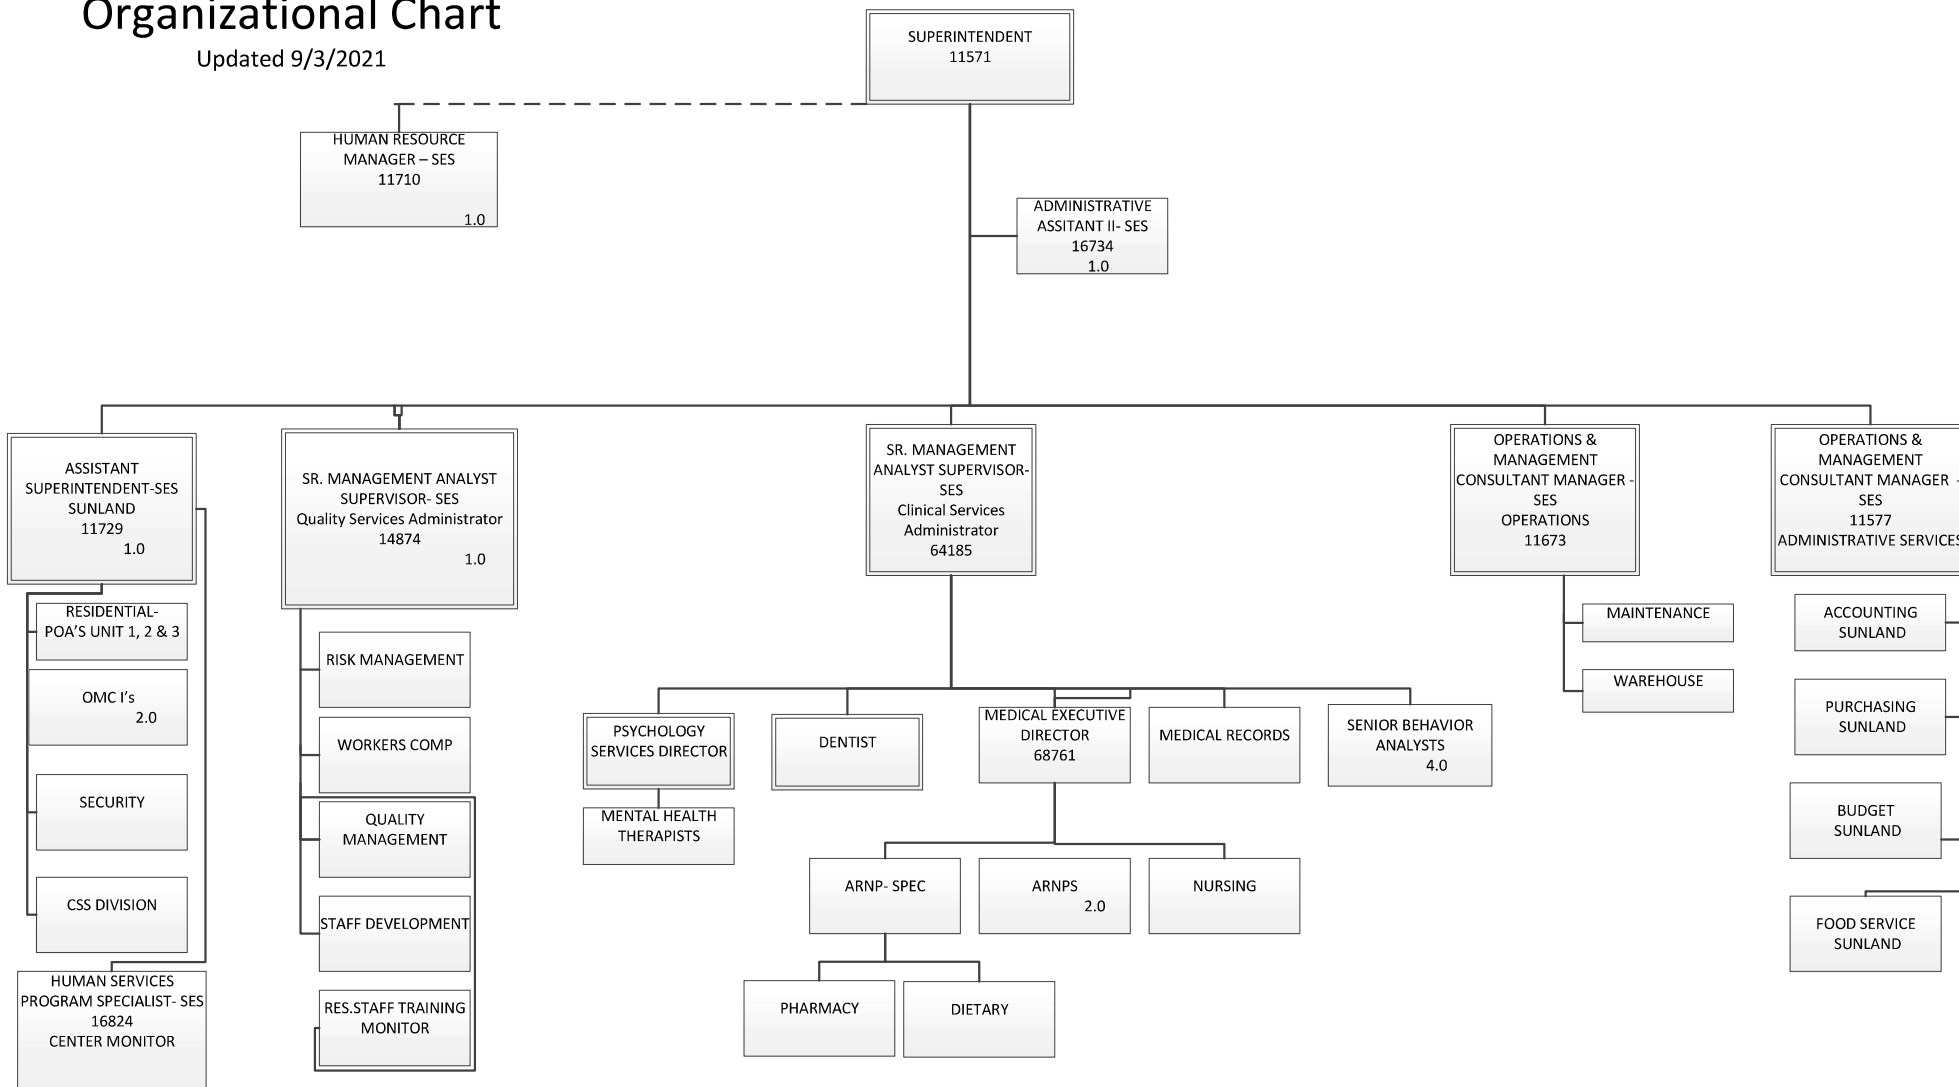 Organizational Chart
Updated 9/3/2021
SUPERINTENDENT
11571
HUMAN RESOURCE
MANAGER – SES
11710
1.0
ADMINISTRATIVE
ASSITANT II- SES
16734
1.0
ASSISTANT
SUPERINTENDENT-SES
SUNLAND
11729
1.0
SR. MANAGEMENT ANALYST
SUPERVISOR- SES
Quality Services Administrator
14874
1.0
SR. MANAGEMENT
ANALYST SUPERVISOR-
SES
Clinical Services
Administrator
64185
OPERATIONS &
MANAGEMENT
CONSULTANT MANAGER -
SES
OPERATIONS
11673
OPERATIONS &
MANAGEMENT
CONSULTANT MANAGER -
SES
11577
ADMINISTRATIVE SERVICES
RESIDENTIAL-
POA’S UNIT 1, 2 & 3
OMC I’s
2.0
SECURITY
CSS DIVISION
HUMAN SERVICES
PROGRAM SPECIALIST- SES
16824
CENTER MONITOR
RISK MANAGEMENT
WORKERS COMP
QUALITY
MANAGEMENT
STAFF DEVELOPMENT
RES.STAFF TRAINING
MONITOR
PSYCHOLOGY
SERVICES DIRECTOR
MENTAL HEALTH
THERAPISTS
DENTIST
MEDICAL EXECUTIVE
DIRECTOR
68761
MEDICAL RECORDS
SENIOR BEHAVIOR
ANALYSTS
4.0
ARNP- SPEC
ARNPS
2.0
NURSING
PHARMACY
DIETARY
MAINTENANCE
WAREHOUSE
ACCOUNTING
SUNLAND
PURCHASING
SUNLAND
BUDGET
SUNLAND
FOOD SERVICE
SUNLAND